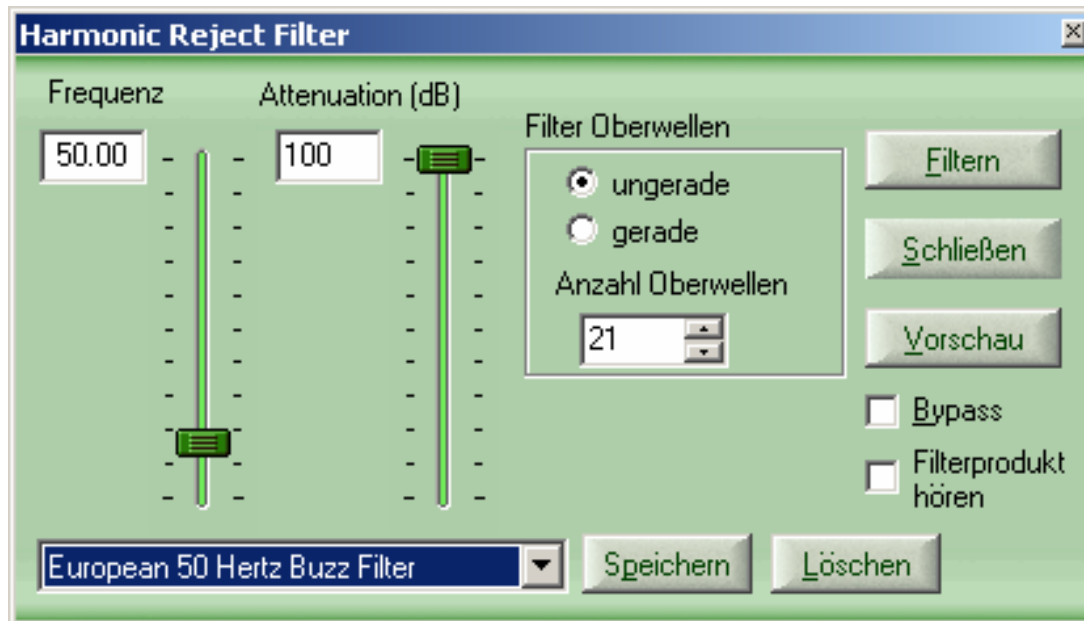 Harmonic Reject Filter
Frequenz
Attenuation (dB)
50.00
100
Filter Oberwellen
ungerade
gerade
Anzahl Oberwellen
21
Filtern
Schließen
Vorschau
Bypass
Filterprodukt
hören
European 50 Hertz Buzz Filter
Speichern
Löschen